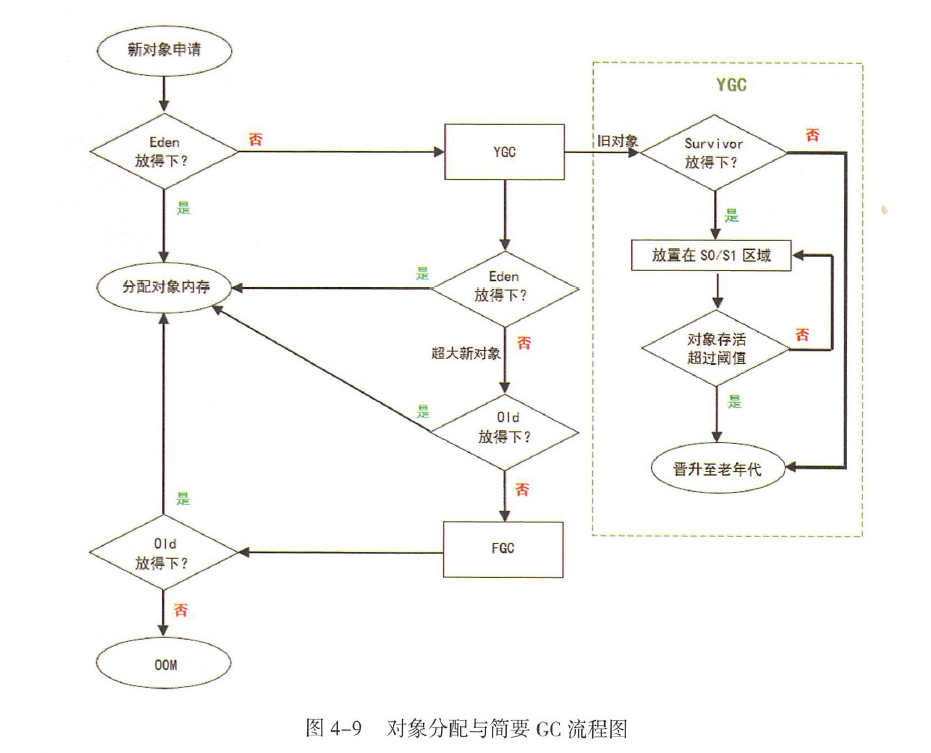 新对象申请
YGC
Eden
放得下?
否
YGC
旧对象
Survivor
放得下?
否
是
是
放置在 S0/S1 区域
分配对象内存
是
Eden
放得下?
超大新对象
否
对象存活
超过阈值
否
是
Old
放得下?
是
晋升至老年代
否
是
Old
放得下?
FGC
否
OOM
图 4-9 对象分配与简要 GC 流程图